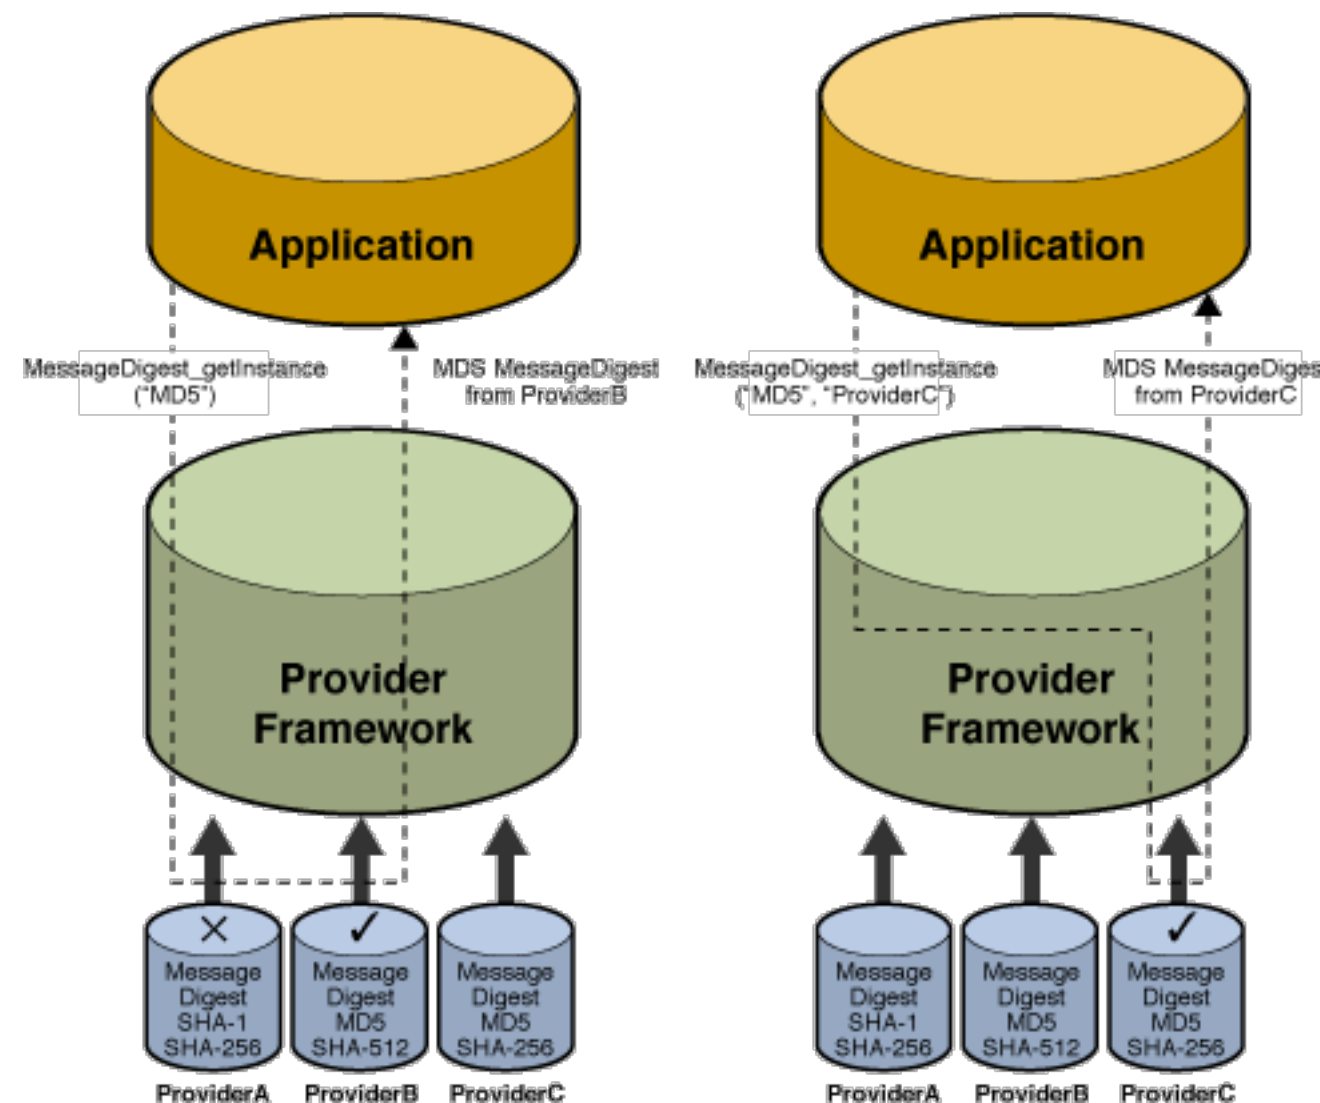 Application
MessageDigest_getInstance
("MD5")
MDS MessageDigest
from ProviderB
Provider
Framework
Message
Digest
SHA-1
SHA-256
ProviderA
Message
Digest
MD5
SHA-512
ProviderB
Message
Digest
MD5
SHA-256
ProviderC
Application
MessageDigest_getInstance
("MD5", "ProviderC")
MDS MessageDiges
from ProviderC
Provider
Framework
Message
Digest
SHA-1
SHA-256
ProviderA
Message
Digest
MD5
SHA-512
ProviderB
Message
Digest
MD5
SHA-256
ProviderC